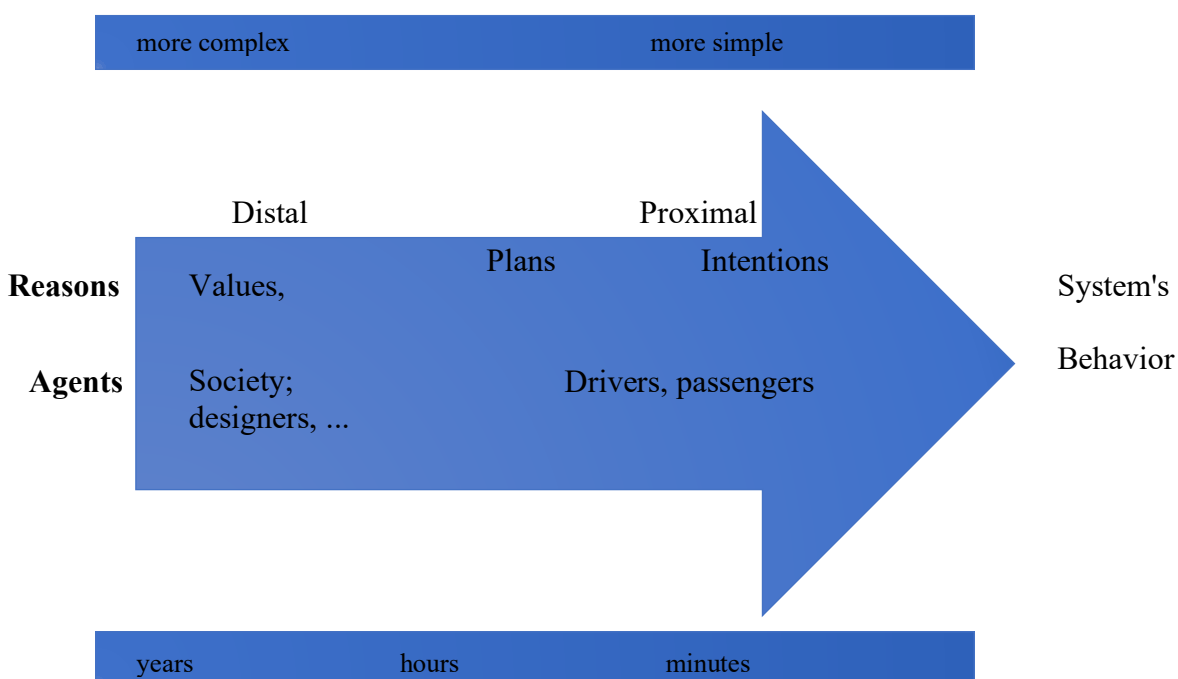 more complex more simple
Distal Proximal
Plans Intentions
Reasons Values, System's
Behavior
Agents Society; Drivers, passengers
designers, ...
years hours minutes